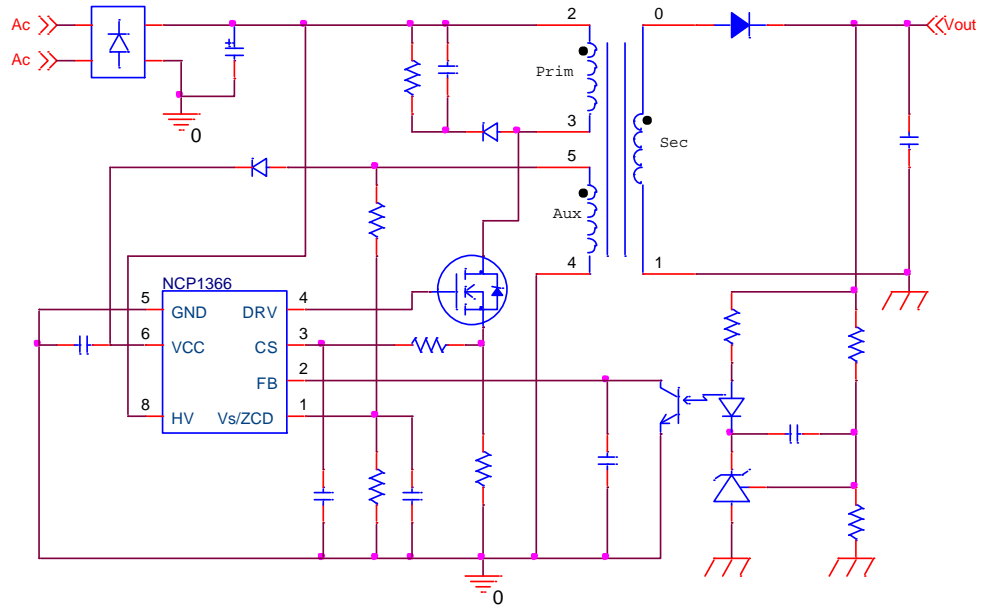 Ac
Ac
0
2
Prim
3
5
Aux
4
0
Sec
1
Vout
NCP1366
5 GND DRV 4
6 VCC CS 3
FB 2
8 HV Vs/ZCD 1
0